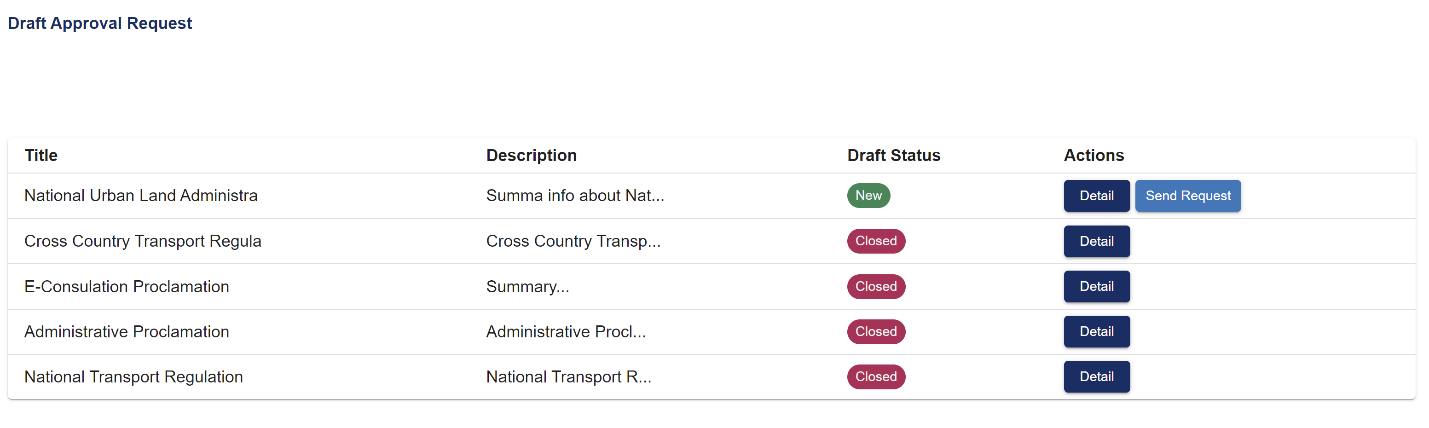 Draft Approval Request
Title Description Draft Status Actions
National Urban Land Administra Summa info about Nat... New Detail Send Request
Cross Country Transport Regula Cross Country Transp... Closed Detail
E-Consulation Proclamation Summary... Closed Detail
Administrative Proclamation Administrative Procl... Closed Detail
National Transport Regulation National Transport R... Closed Detail